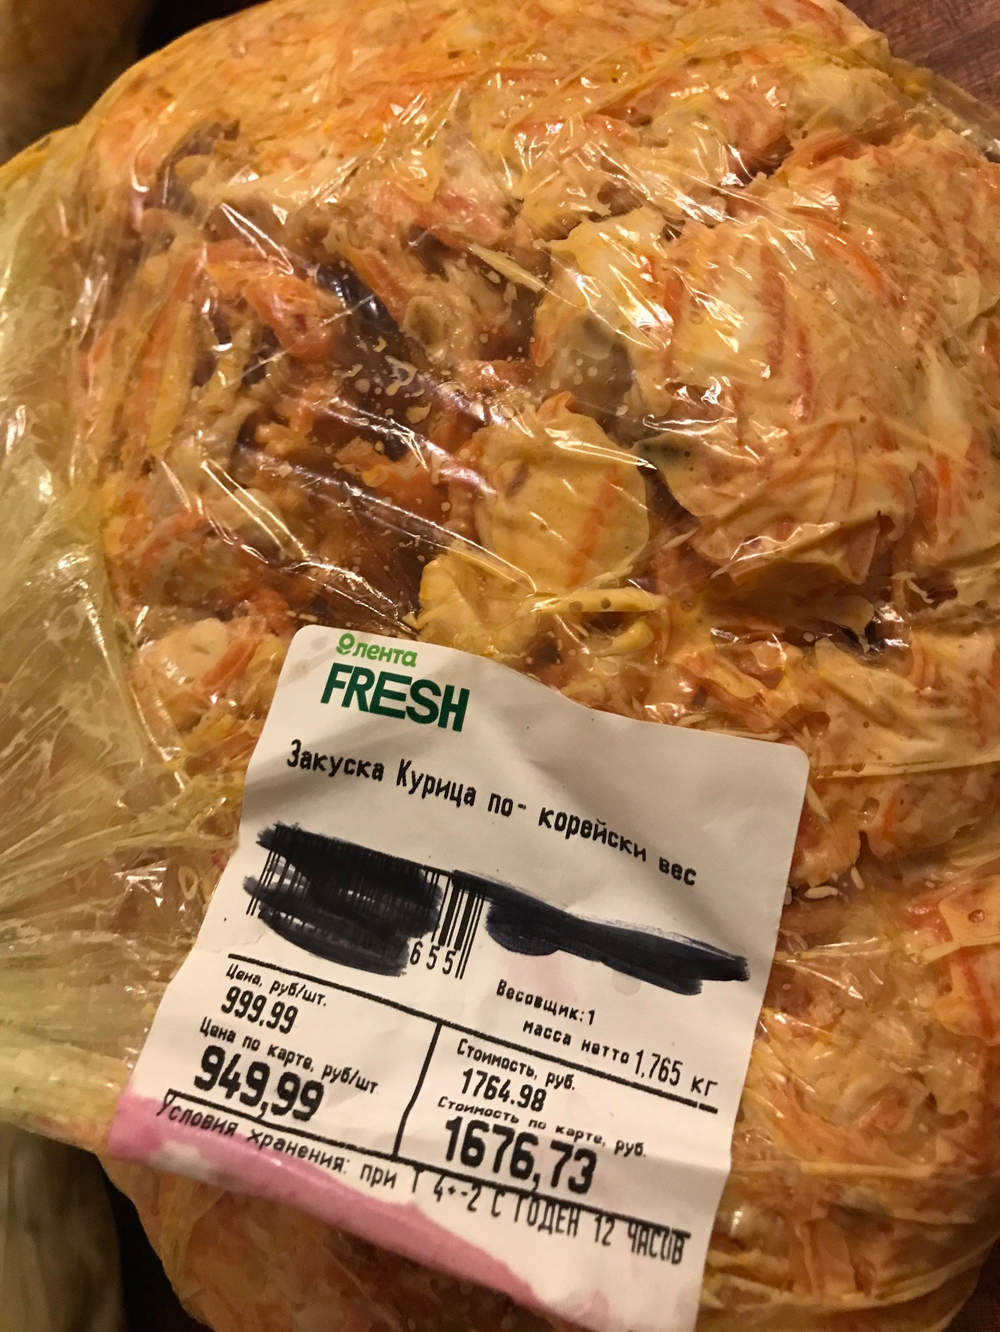 лента
FRESH
Закуска Курица по- корейски вес
655
Весовщик:1
масса нетто 1,765 кг
Цена, руб/шт.
999,99
Цена по карте, руб/шт
949,99
Стоимость, руб.
1764.98
Стоимость по карте, руб.
1676,73
Условия хранения: при Т 4+-2 С ГОДЕН 12 ЧАСОВ